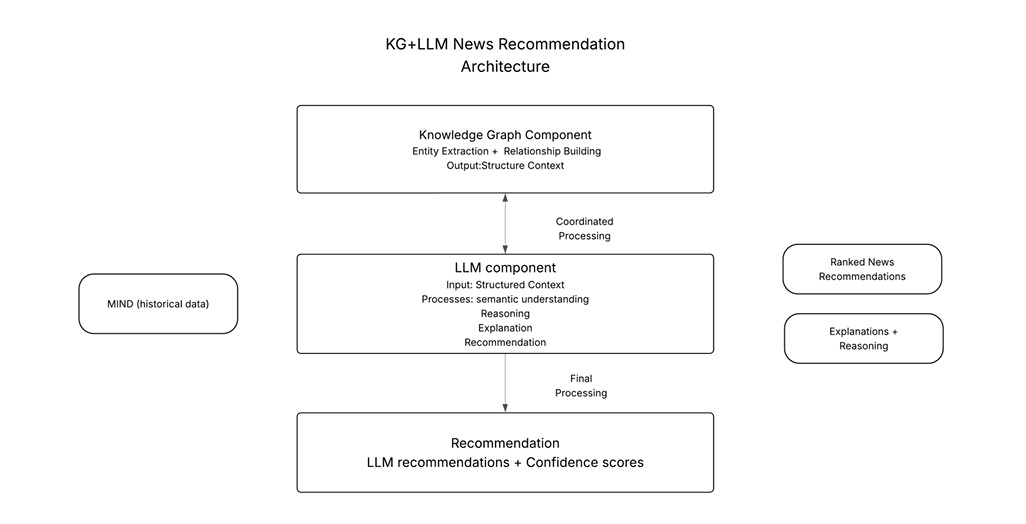 KG+LLM News Recommendation
Architecture
Knowledge Graph Component
Entity Extraction + Relationship Building
Output:Structure Context
Coordinated
Processing
LLM component
Input: Structured Context
Processes: semantic understanding
Reasoning
Explanation
Recommendation
MIND (historical data)
Ranked News
Recommendations
Explanations +
Reasoning
Final
Processing
Recommendation
LLM recommendations + Confidence scores